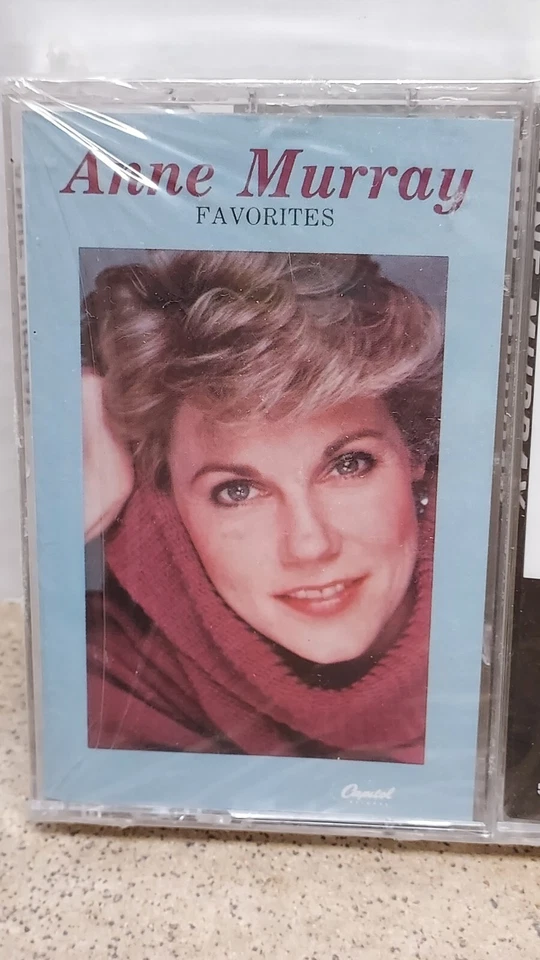 Anne Murray
FAVORITES
Capitol